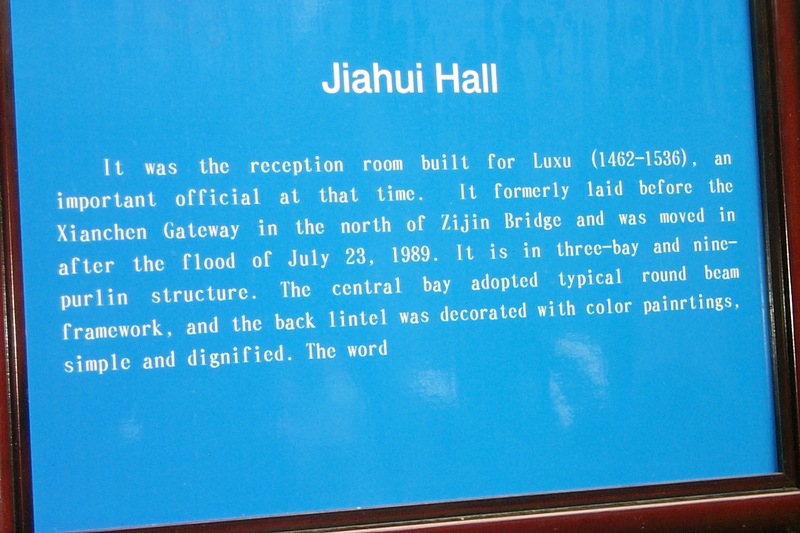 Jiahui Hall
It was the reception room built for Luxu (1462-1536), an
important official at that time. It formerly laid before the
Xianchen Gateway in the north of Zijin Bridge and was moved in
after the flood of July 23, 1989. It is in three-bay and nine-
purlin structure. The central bay adopted typical round beam
framework, and the back lintel was decorated with color painrtings,
simple and dignified. The word